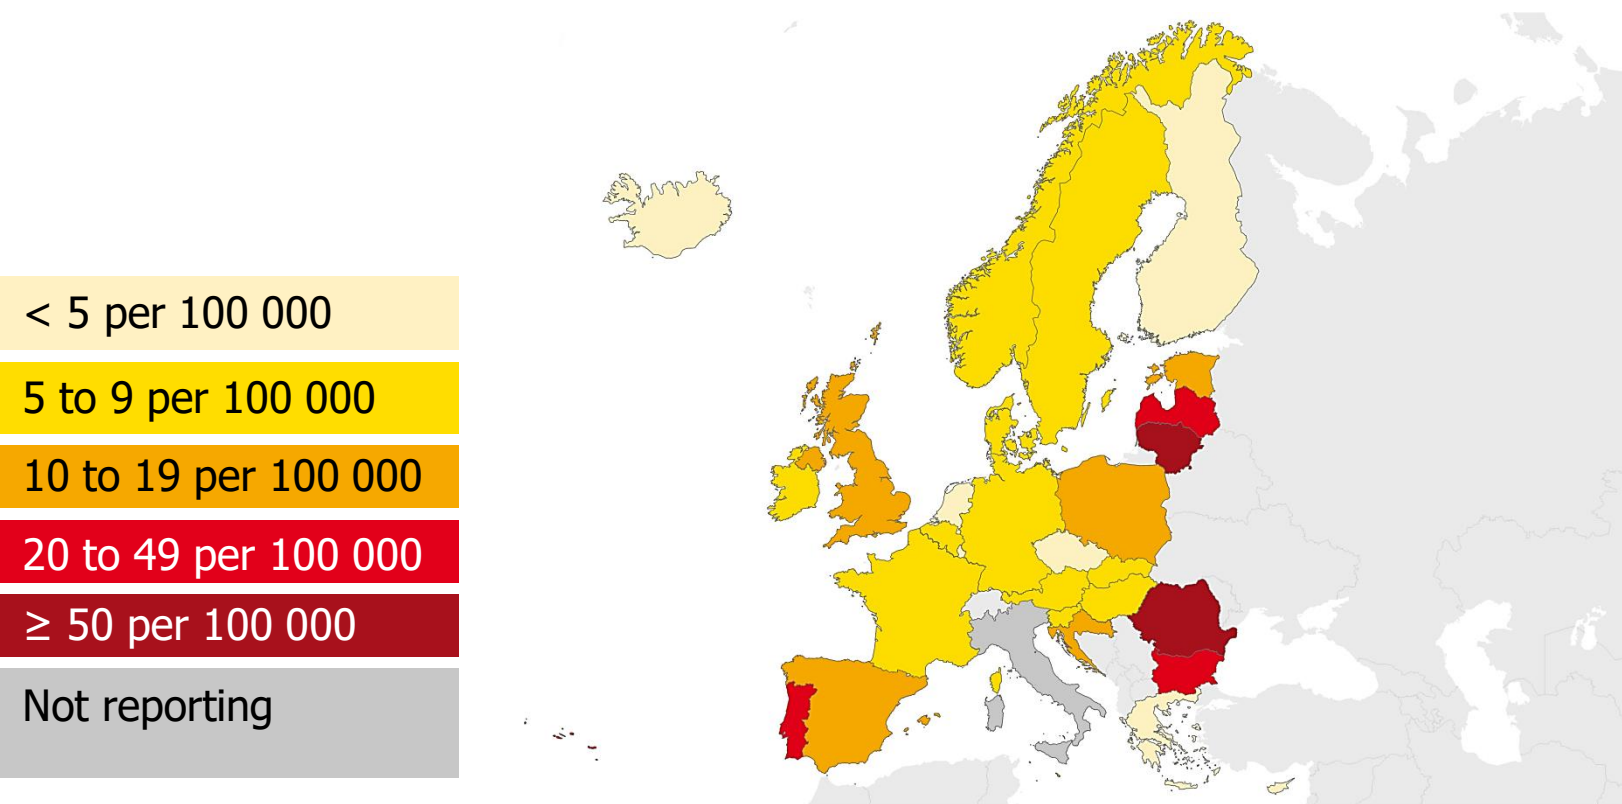 < 5 per 100 000
5 to 9 per 100 000
10 to 19 per 100 000
20 to 49 per 100 000
≥ 50 per 100 000
Not reporting